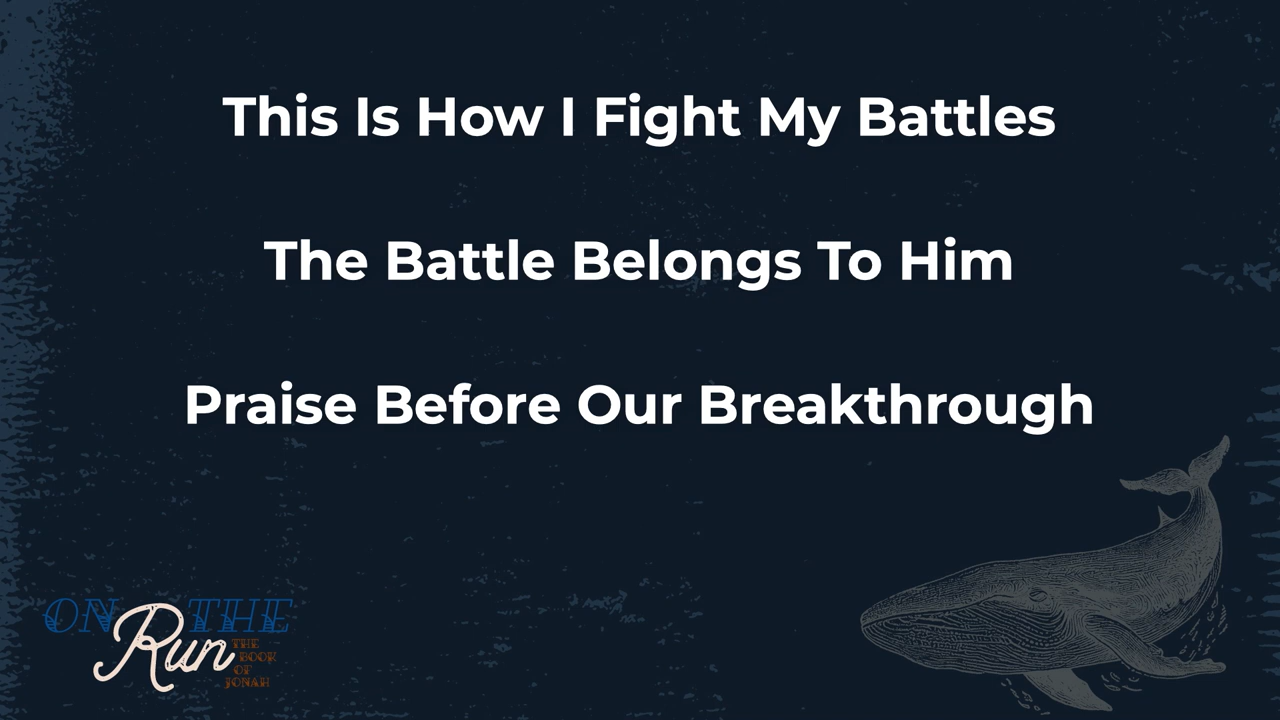 This Is How I Fight My Battles
The Battle Belongs To Him
Praise Before Our Breakthrough
ON THE
Run
THE
BOOK
OF
JONAH